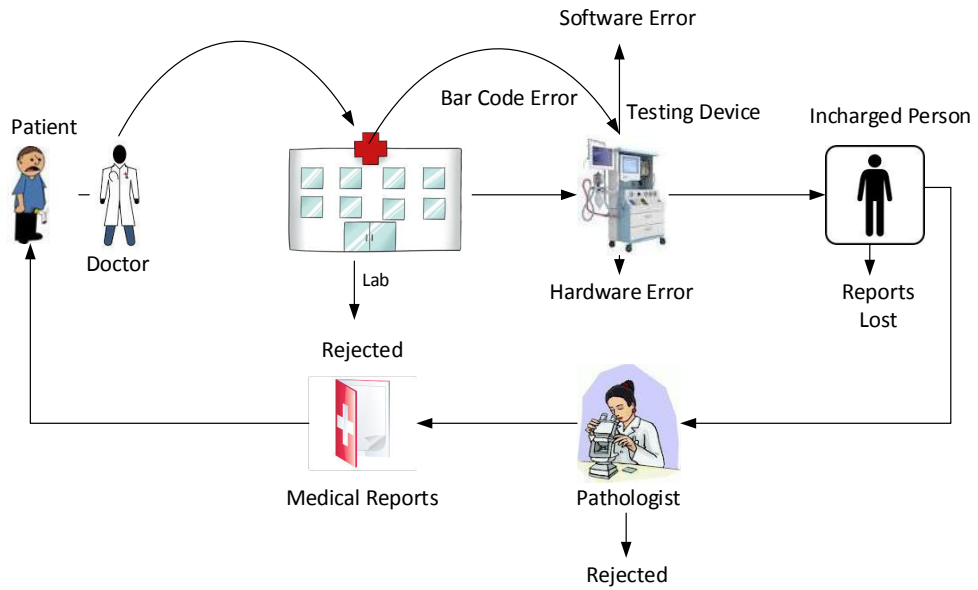 Software Error
Bar Code Error
Testing Device
Incharged Person
Patient
Doctor
Lab
Hardware Error
Reports
Lost
Rejected
Medical Reports
Pathologist
Rejected